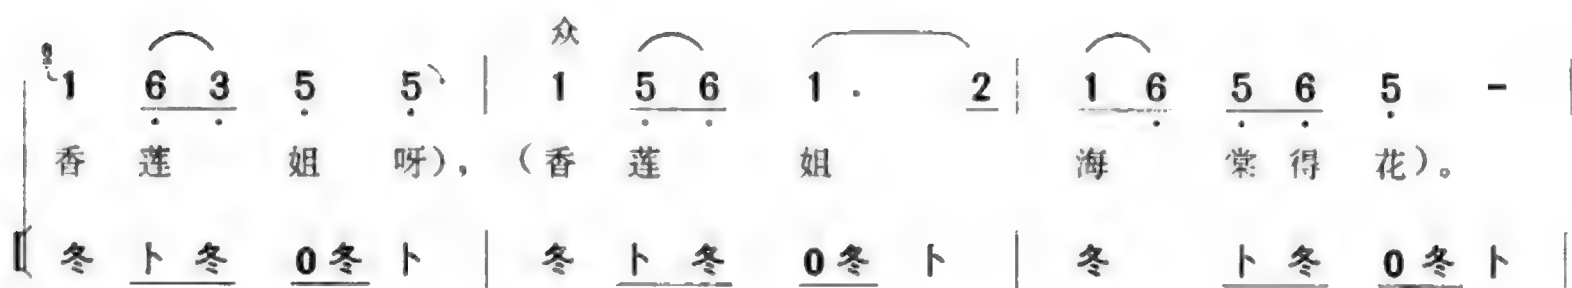 众
1 6 3 5 5 | 1 5 6 1 . 2 | 1 6 5 6 5 - |
香 莲 姐 呀），（香 莲 姐 海 棠 得 花）。
冬 卜 冬 0 冬 卜 | 冬 卜 冬 0 冬 卜 | 冬 卜 冬 0 冬 卜 |